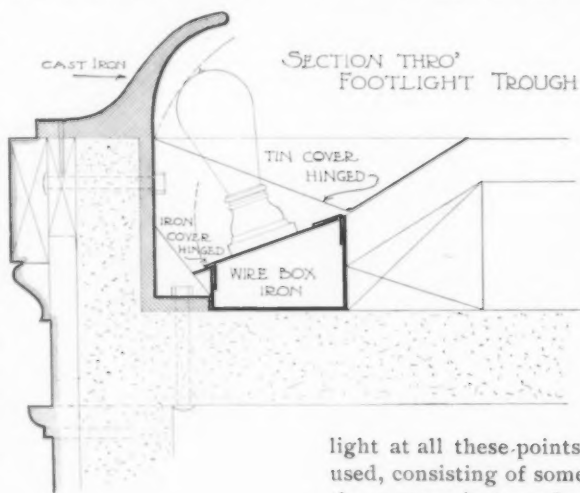 SECTION THRO'
FOOTLIGHT TROUGH
CAST IRON
TIN COVER
HINGED
IRON
COVER
HINGED
WIRE BOX
IRON
light at all these points
used, consisting of some